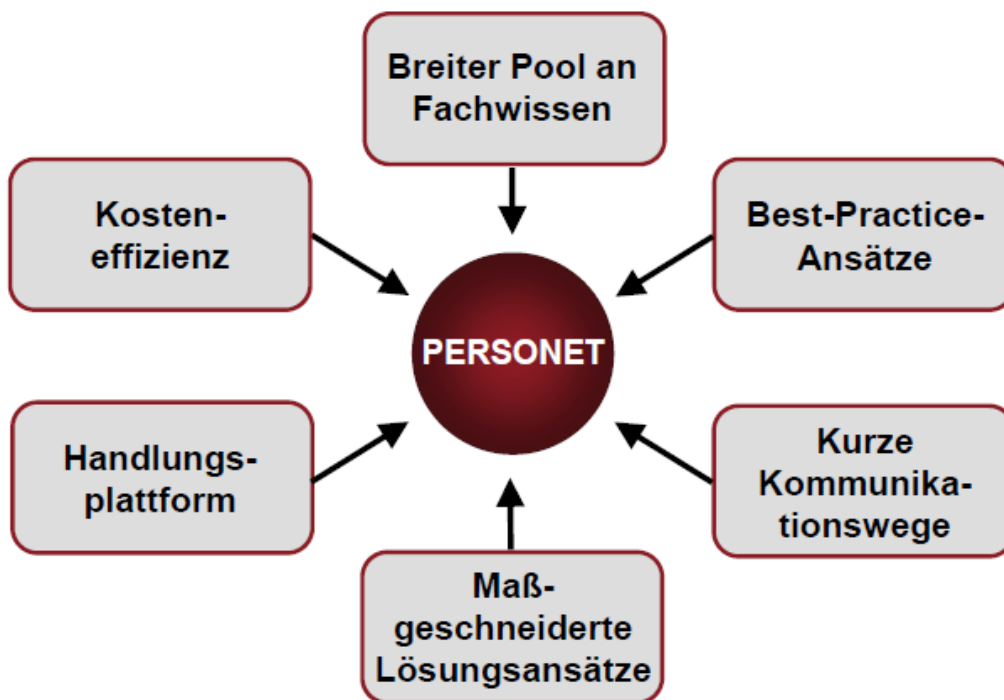 Breiter Pool an
Fachwissen
Kosten-
effizienz
Best-Practice-
Ansätze
PERSONET
Handlungs-
plattform
Kurze
Kommunika-
tionswege
Maß-
geschneiderte
Lösungsansätze